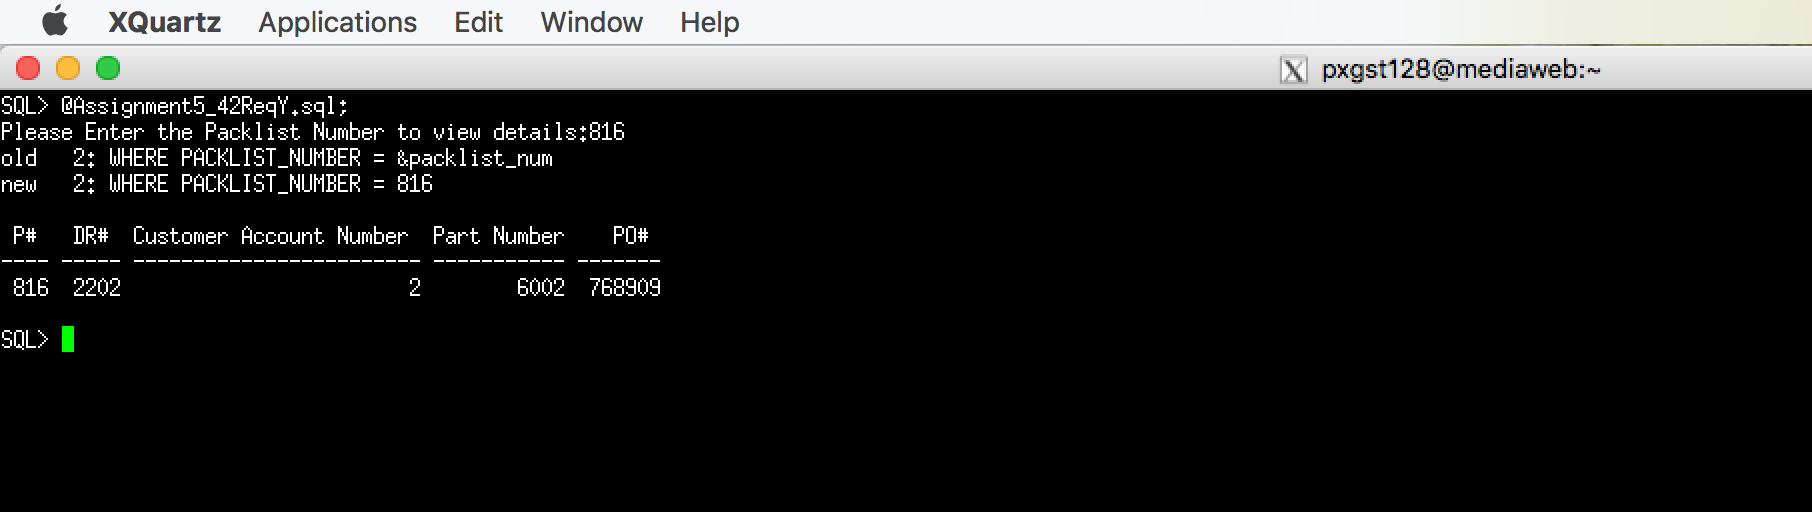 XQuartz Applications Edit Window Help
X pxgst128@mediaweb:~
SQL> @Assignment5_42ReqY.sql;
Please Enter the Packlist Number to view details:816
old   2: WHERE PACKLIST_NUMBER = &packlist_num
new   2: WHERE PACKLIST_NUMBER = 816
 P#   DR#  Customer Account Number  Part Number    PO#
---- ----- ------------------------ ----------- -------
 816  2202                        2        6002  768909
SQL>